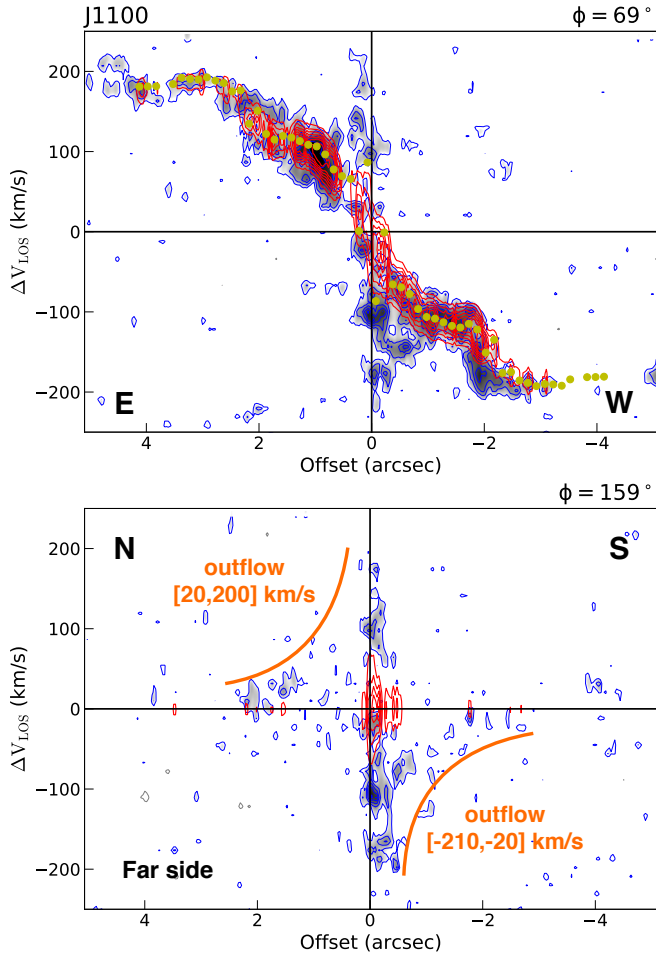 J1100 ϕ = 69°
200
100
0
−100
−200
ΔV_LOS (km/s)
E W
4 2 0 −2 −4
Offset (arcsec)
ϕ = 159°
N S
outflow
[20,200] km/s
200
100
0
−100
−200
ΔV_LOS (km/s)
outflow
[-210,-20] km/s
Far side
4 2 0 −2 −4
Offset (arcsec)